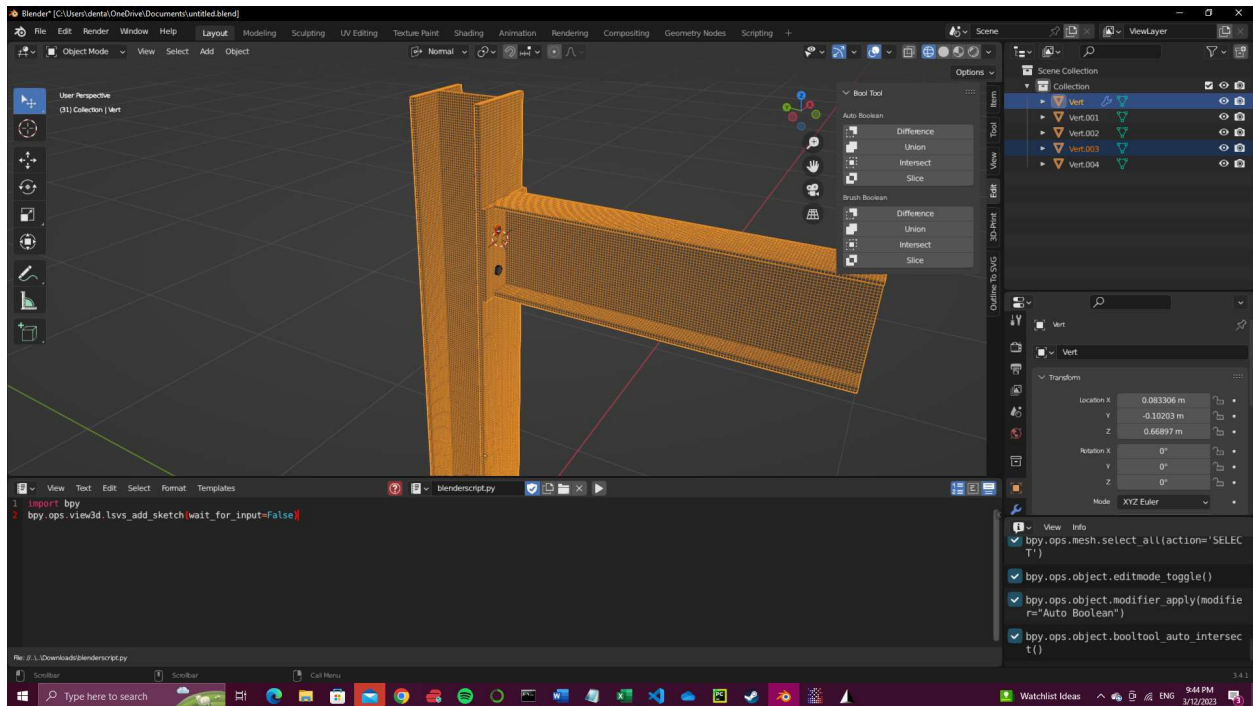 Blender* [C:\Users\denta\OneDrive\Documents\untitled.blend]
File Edit Render Window Help Layout Modeling Sculpting UV Editing Texture Paint Shading Animation Rendering Compositing Geometry Nodes Scripting + Scene ViewLayer
Object Mode View Select Add Object Normal
Options
User Perspective
(31) Collection | Vert
Bool Tool
Auto Boolean
Difference
Union
Intersect
Slice
Brush Boolean
Difference
Union
Intersect
Slice
Item
Tool
View
Edit
3D-Print
Outline To SVG
Z
Scene Collection
Collection
Vert
Vert.001
Vert.002
Vert.003
Vert.004
Vert
Vert
Transform
Location X 0.083306 m
Y -0.10203 m
Z 0.66897 m
Rotation X 0°
Y 0°
Z 0°
Mode XYZ Euler
View Text Edit Select Format Templates blenderscript.py
1 import bpy
2 bpy.ops.view3d.lsvs_add_sketch(wait_for_input=False)
File: //..\..\Downloads\blenderscript.py
View Info
bpy.ops.mesh.select_all(action='SELEC
T')
bpy.ops.object.editmode_toggle()
bpy.ops.object.modifier_apply(modifie
r="Auto Boolean")
bpy.ops.object.booltool_auto_intersec
t()
Scrollbar Scrollbar Call Menu 3.4.1
Type here to search Watchlist Ideas ENG 9:44 PM
3/12/2023